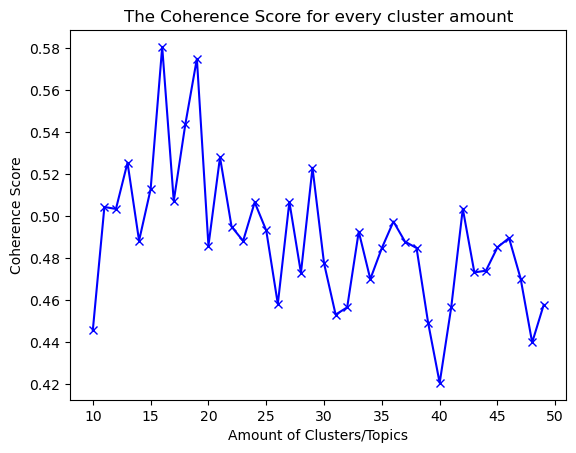 The Coherence Score for every cluster amount
0.58
0.56
0.54
0.52
0.50
0.48
0.46
0.44
0.42
Coherence Score
10 15 20 25 30 35 40 45 50
Amount of Clusters/Topics